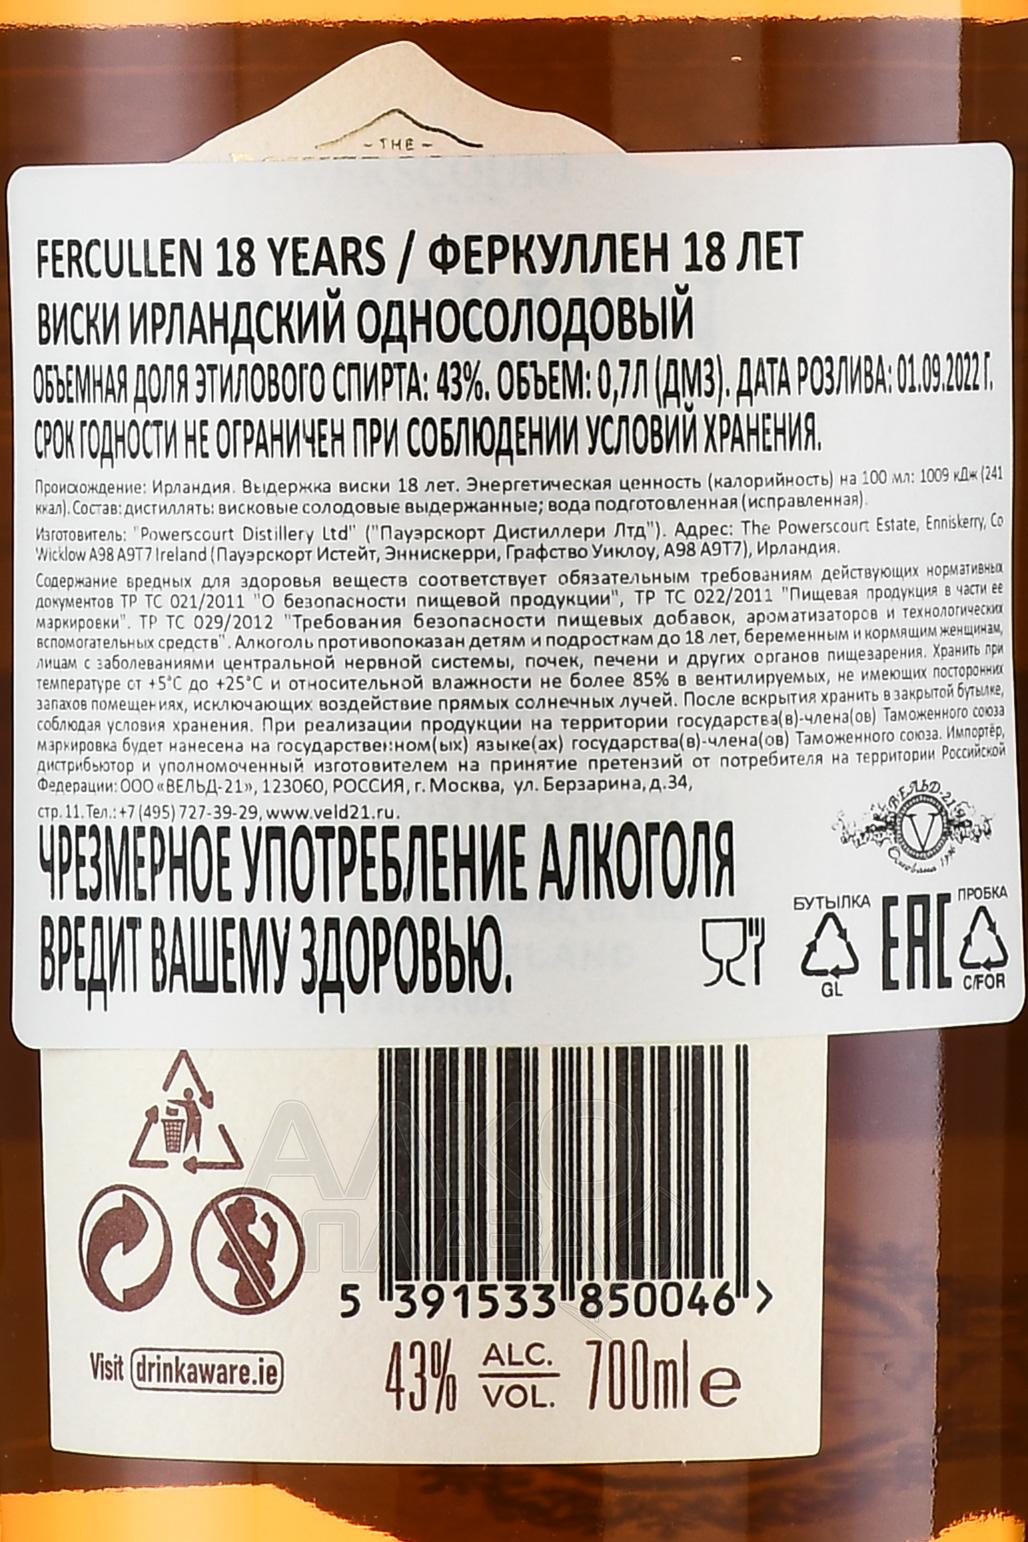 THE
FERCULLEN 18 YEARS / ФЕРКУЛЛЕН 18 ЛЕТ
ВИСКИ ИРЛАНДСКИЙ ОДНОСОЛОДОВЫЙ
ОБЪЕМНАЯ ДОЛЯ ЭТИЛОВОГО СПИРТА: 43%. ОБЪЕМ: 0,7Л (ДМЗ). ДАТА РОЗЛИВА: 01.09.2022 Г.
СРОК ГОДНОСТИ НЕ ОГРАНИЧЕН ПРИ СОБЛЮДЕНИИ УСЛОВИЙ ХРАНЕНИЯ.
Происхождение: Ирландия. Выдержка виски 18 лет. Энергетическая ценность (калорийность) на 100 мл: 1009 кДж (241
ккал). Состав: дистиллять: висковые солодовые выдержанные; вода подготовленная (исправленная).
Изготовитель: "Powerscourt Distillery Ltd" ("Пауэрскорт Дистиллери Лтд"). Адрес: The Powerscourt Estate, Enniskerry, Co
Wicklow A98 A9T7 Ireland (Пауэрскорт Истейт, Эннискерри, Графство Уиклоу, A98 A9T7), Ирландия.
Содержание вредных для здоровья веществ соответствует обязательным требованиям действующих нормативных
документов ТР ТС 021/2011 "О безопасности пищевой продукции", ТР ТС 022/2011 "Пищевая продукция в части ее
маркировки". ТР ТС 029/2012 "Требования безопасности пищевых добавок, ароматизаторов и технологических
вспомогательных средств". Алкоголь противопоказан детям и подросткам до 18 лет, беременным и кормящим женщинам,
лицам с заболеваниями центральной нервной системы, почек, печени и других органов пищеварения. Хранить при
температуре от +5°С до +25°С и относительной влажности не более 85% в вентилируемых, не имеющих посторонних
запахов помещениях, исключающих воздействие прямых солнечных лучей. После вскрытия хранить в закрытой бутылке,
соблюдая условия хранения. При реализации продукции на территории государства(в)-члена(ов) Таможенного союза
маркировка будет нанесена на государственном(ых) языке(ах) государства(в)-члена(ов) Таможенного союза. Импортёр,
дистрибьютор и уполномоченный изготовителем на принятие претензий от потребителя на территории Российской
Федерации: ООО «ВЕЛЬД-21», 123060, РОССИЯ, г. Москва, ул. Берзарина, д.34,
стр.11. Тел.: +7 (495) 727-39-29, www.veld21.ru.
ВЕЛЬД-21
V
ЧРЕЗМЕРНОЕ УПОТРЕБЛЕНИЕ АЛКОГОЛЯ
ВРЕДИТ ВАШЕМУ ЗДОРОВЬЮ.
БУТЫЛКА
GL
EAC
ПРОБКА
C/FOR
АЛКО
ПЛАЗА
5 391533 850046 >
Visit drinkaware.ie
43% ALC. VOL. 700ml e